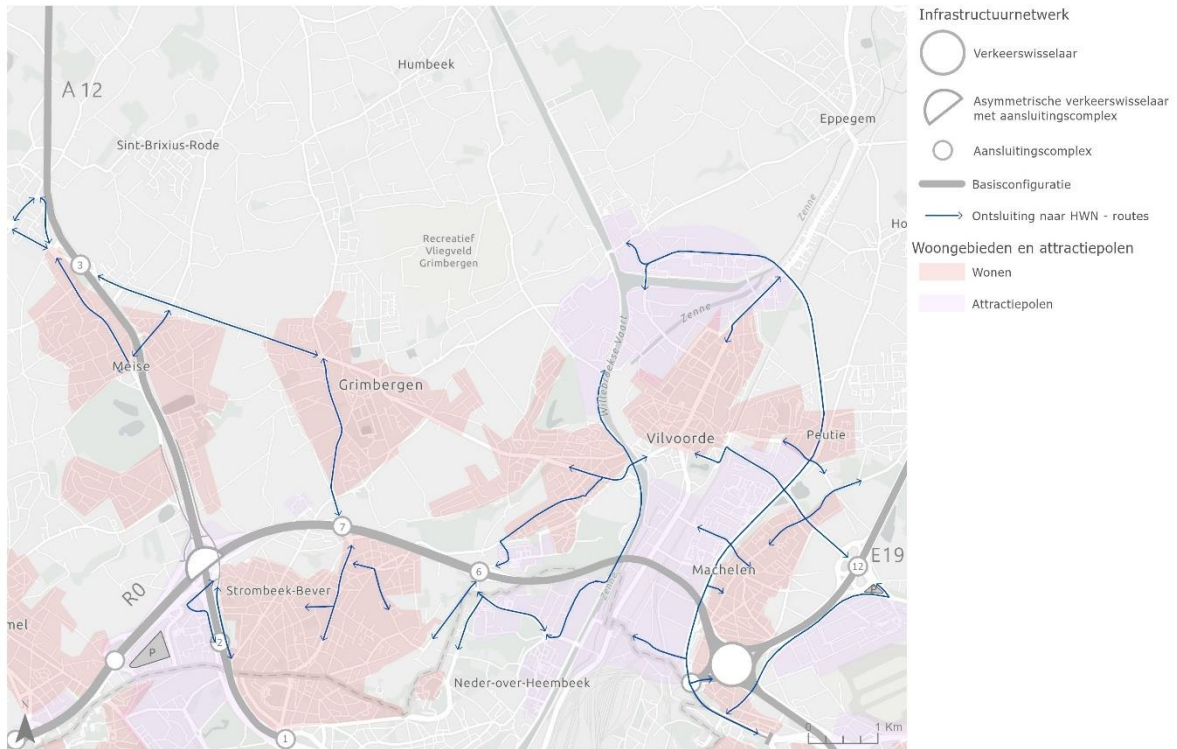 A 12
Humbeek
Sint-Brixius-Rode
Eppegem
Zenne
Ho
Recreatief
Vliegveld
Grimbergen
3
Zenne
Willebroekse Vaart
Meise
Grimbergen
Vilvoorde
Peutie
7
R0
Strombeek-Bever
6
Machelen
12
E19
P
Zenne
mel
2
P
Neder-over-Heembeek
N
1
0
1 Km
Infrastructuurnetwerk
Verkeerswisselaar
Asymmetrische verkeerswisselaar
met aansluitingscomplex
Aansluitingscomplex
Basisconfiguratie
Ontsluiting naar HWN - routes
Woongebieden en attractiepolen
Wonen
Attractiepolen